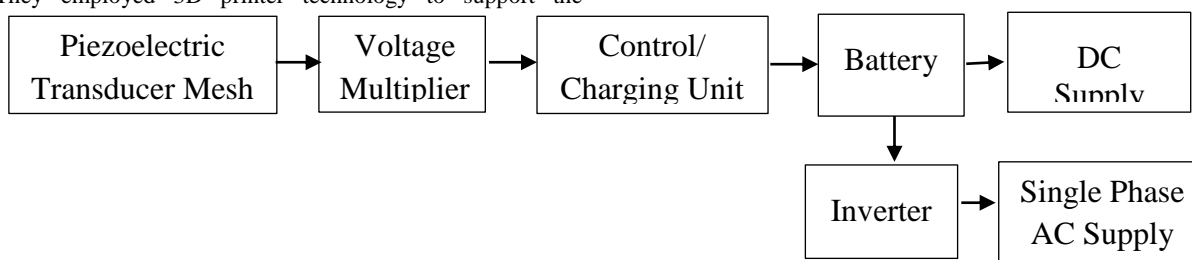 They employed 3D printer technology to support the
Piezoelectric
Transducer Mesh
Voltage
Multiplier
Control/
Charging Unit
Battery
DC
Supply
Inverter
Single Phase
AC Supply